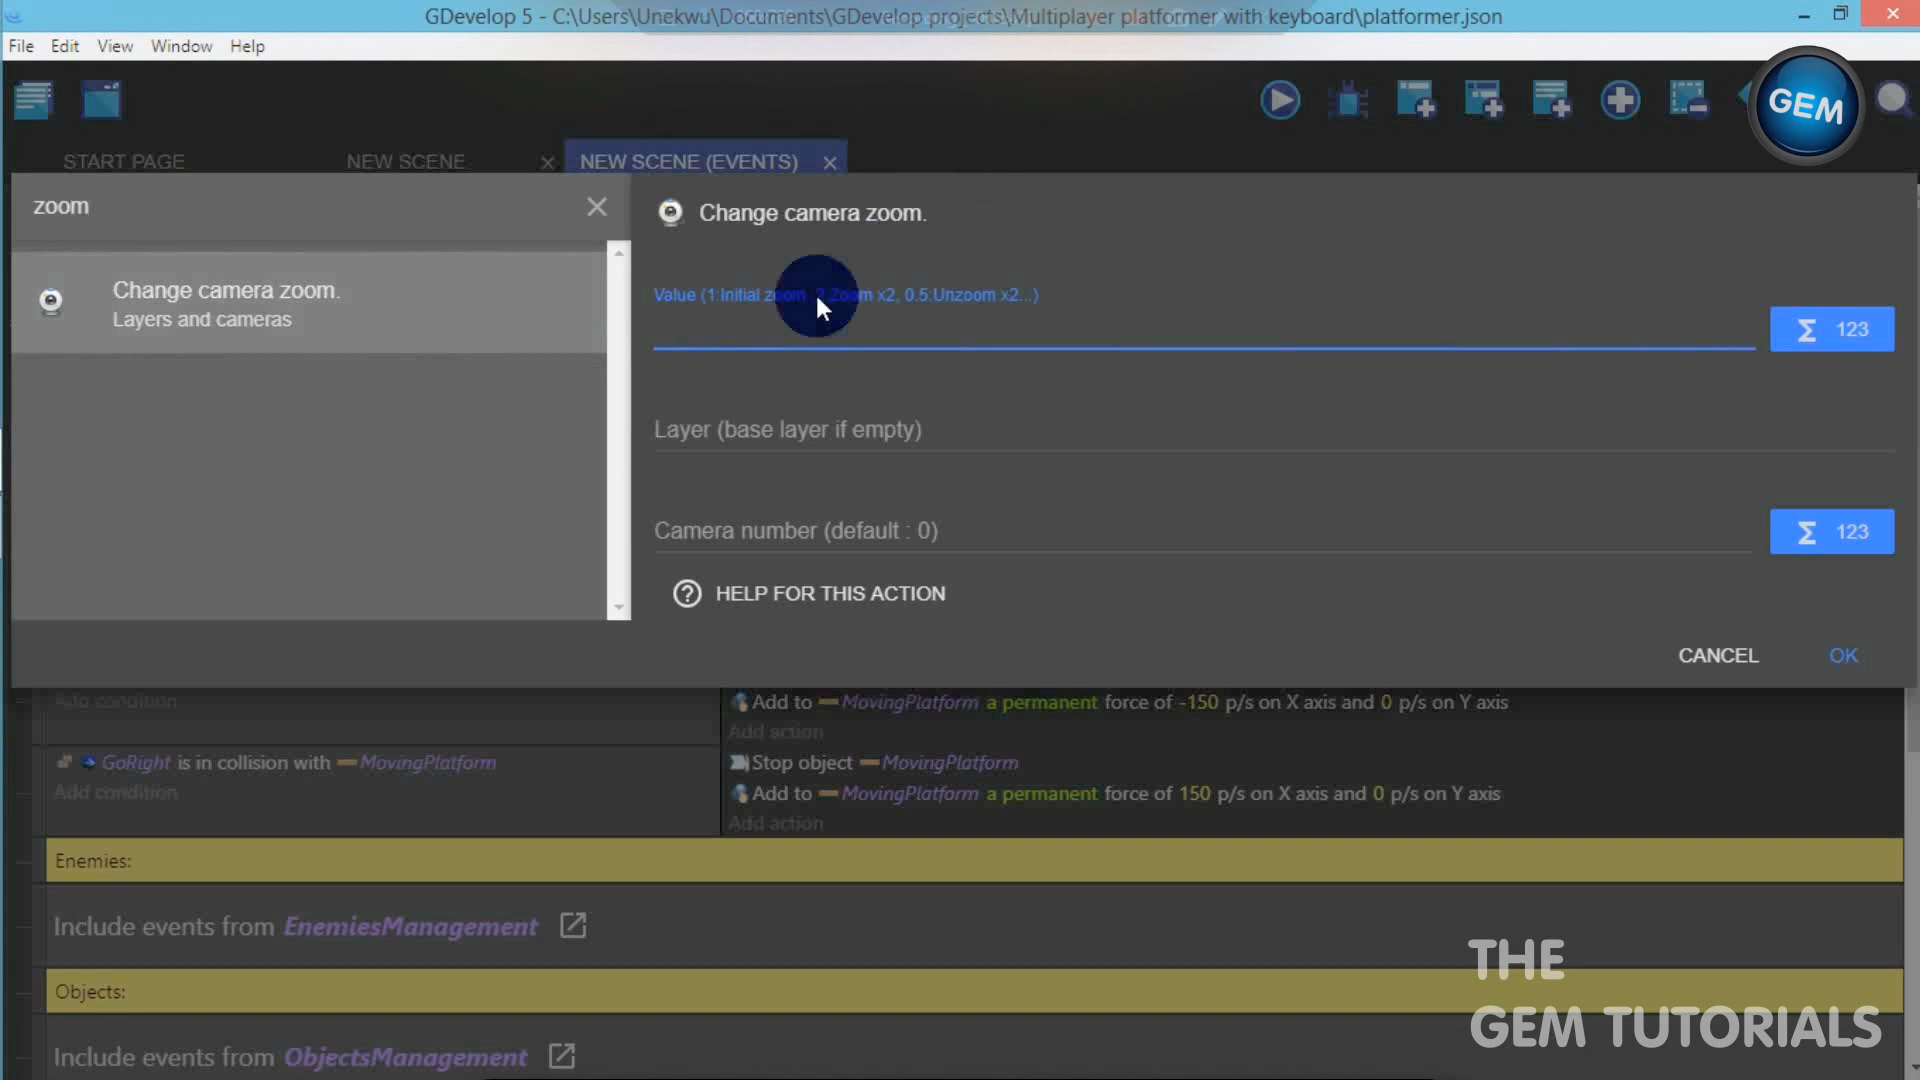 GDevelop 5 - C:\Users\Unekwu\Documents\GDevelop projects\Multiplayer platformer with keyboard\platformer.json
File Edit View Window Help
GEM
START PAGE NEW SCENE NEW SCENE (EVENTS)
zoom
Change camera zoom.
Layers and cameras
Change camera zoom.
Value (1:Initial zoom, 2:Zoom x2, 0.5:Unzoom x2...)
Σ 123
Layer (base layer if empty)
Camera number (default : 0)
Σ 123
HELP FOR THIS ACTION
CANCEL OK
Add condition
Add to MovingPlatform a permanent force of -150 p/s on X axis and 0 p/s on Y axis
Add action
GoRight is in collision with MovingPlatform
Add condition
Stop object MovingPlatform
Add to MovingPlatform a permanent force of 150 p/s on X axis and 0 p/s on Y axis
Add action
Enemies:
Include events from EnemiesManagement
Objects:
Include events from ObjectsManagement
THE
GEM TUTORIALS